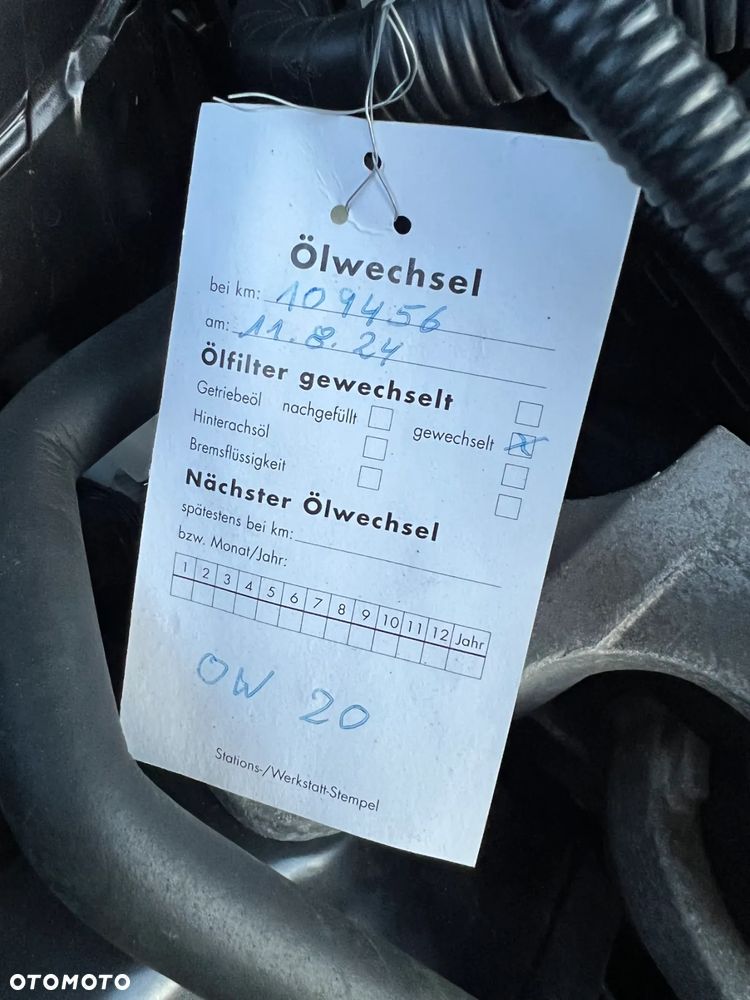 Ölwechsel
bei km: 109456
am: 11.8.24
Ölfilter gewechselt
Getriebeöl nachgefüllt gewechselt x
Hinterachsöl
Bremsflüssigkeit
Nächster Ölwechsel
spätestens bei km:
bzw. Monat/Jahr:
1 2 3 4 5 6 7 8 9 10 11 12 Jahr
OW 20
Stations-/Werkstatt-Stempel
OTOMOTO